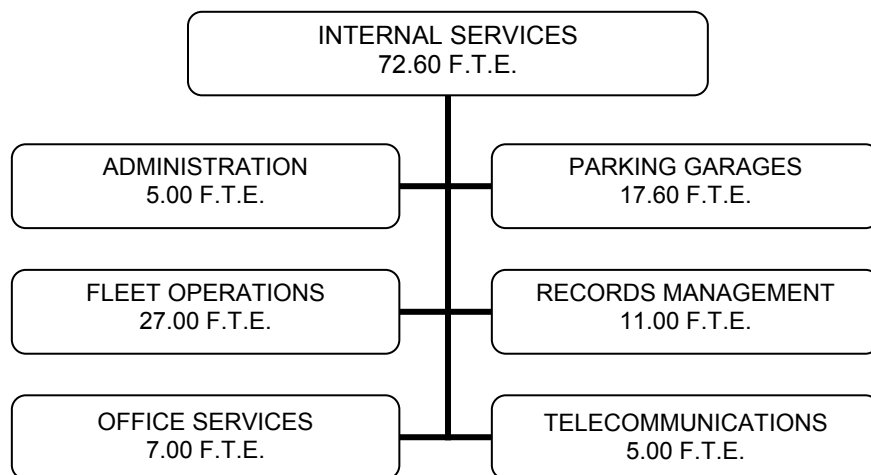 INTERNAL SERVICES
72.60 F.T.E.
ADMINISTRATION
5.00 F.T.E.
PARKING GARAGES
17.60 F.T.E.
FLEET OPERATIONS
27.00 F.T.E.
RECORDS MANAGEMENT
11.00 F.T.E.
OFFICE SERVICES
7.00 F.T.E.
TELECOMMUNICATIONS
5.00 F.T.E.